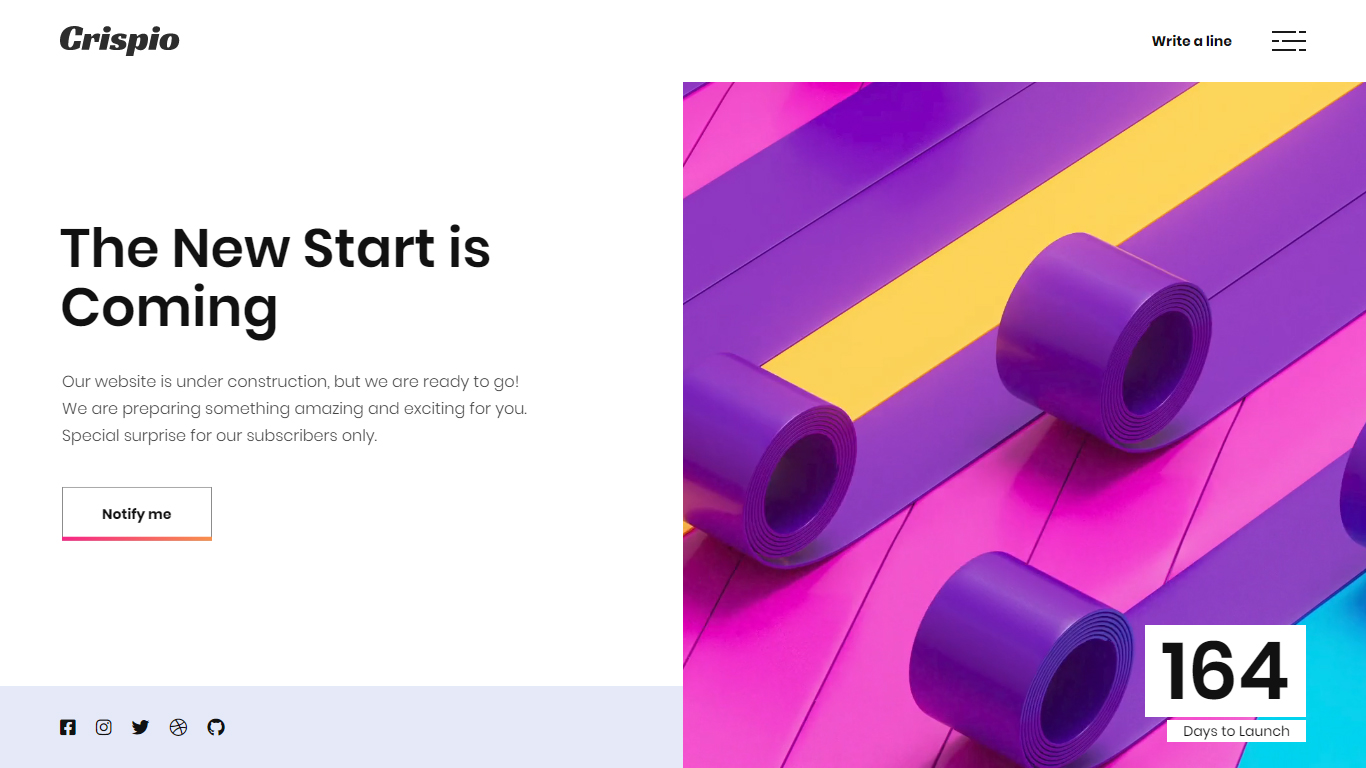 Crispio
Write a line
The New Start is
Coming
Our website is under construction, but we are ready to go!
We are preparing something amazing and exciting for you.
Special surprise for our subscribers only.
Notify me
164
Days to Launch